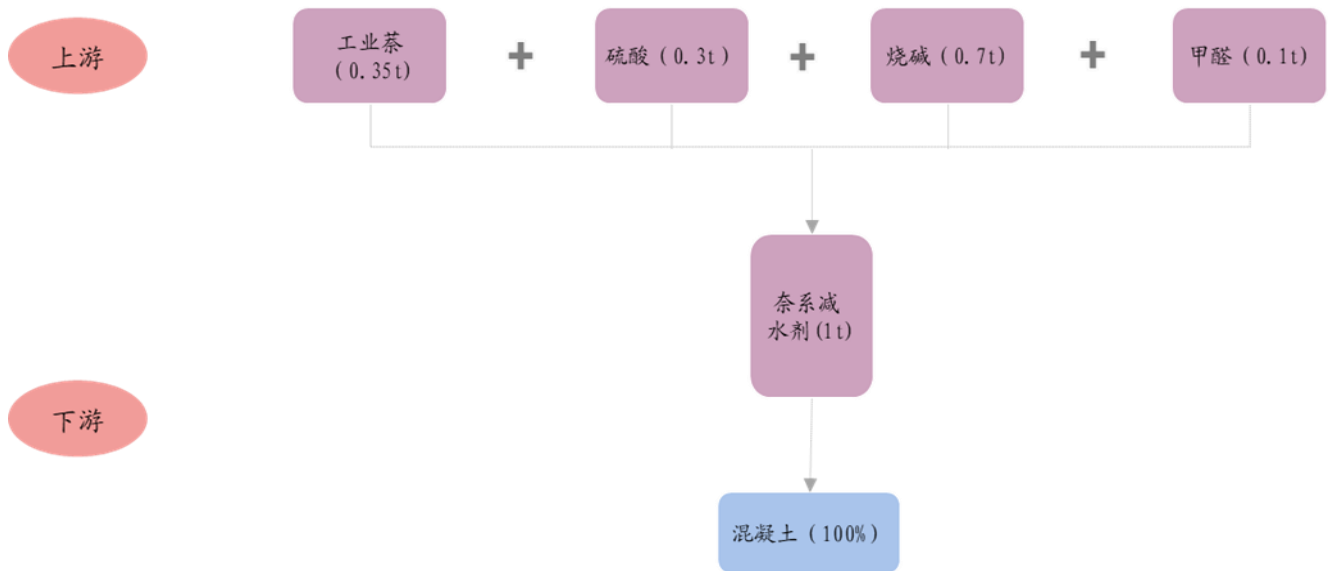 上游
工业萘
（0.35t）
硫酸（0.3t）
烧碱（0.7t）
甲醛（0.1t）
奈系减
水剂(1t)
下游
混凝土（100%）